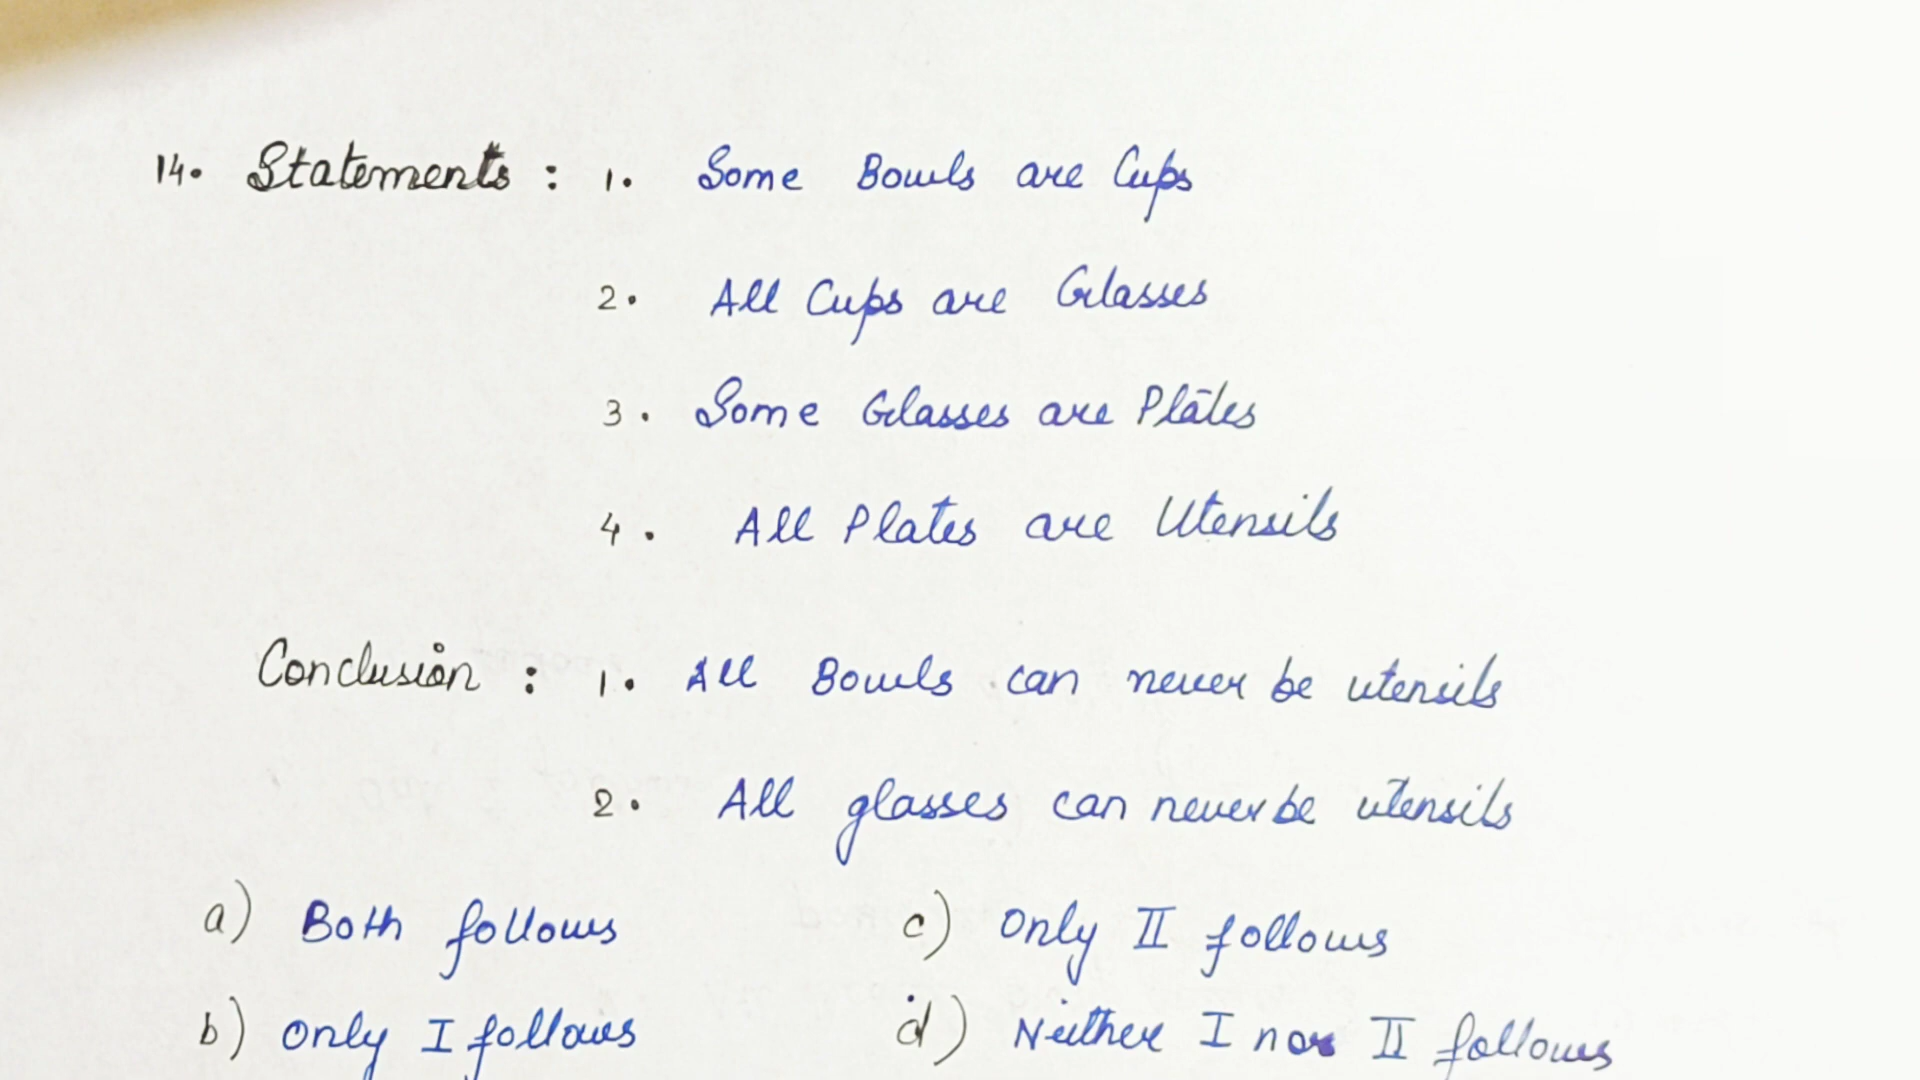 14. Statements : 1. Some Bowls are Cups
2. All Cups are Glasses
3. Some Glasses are Plates
4. All Plates are Utensils
Conclusion : 1. All Bowls can never be utensils
2. All glasses can never be utensils
a) Both follows c) Only II follows
b) Only I follows d) Neither I nor II follows